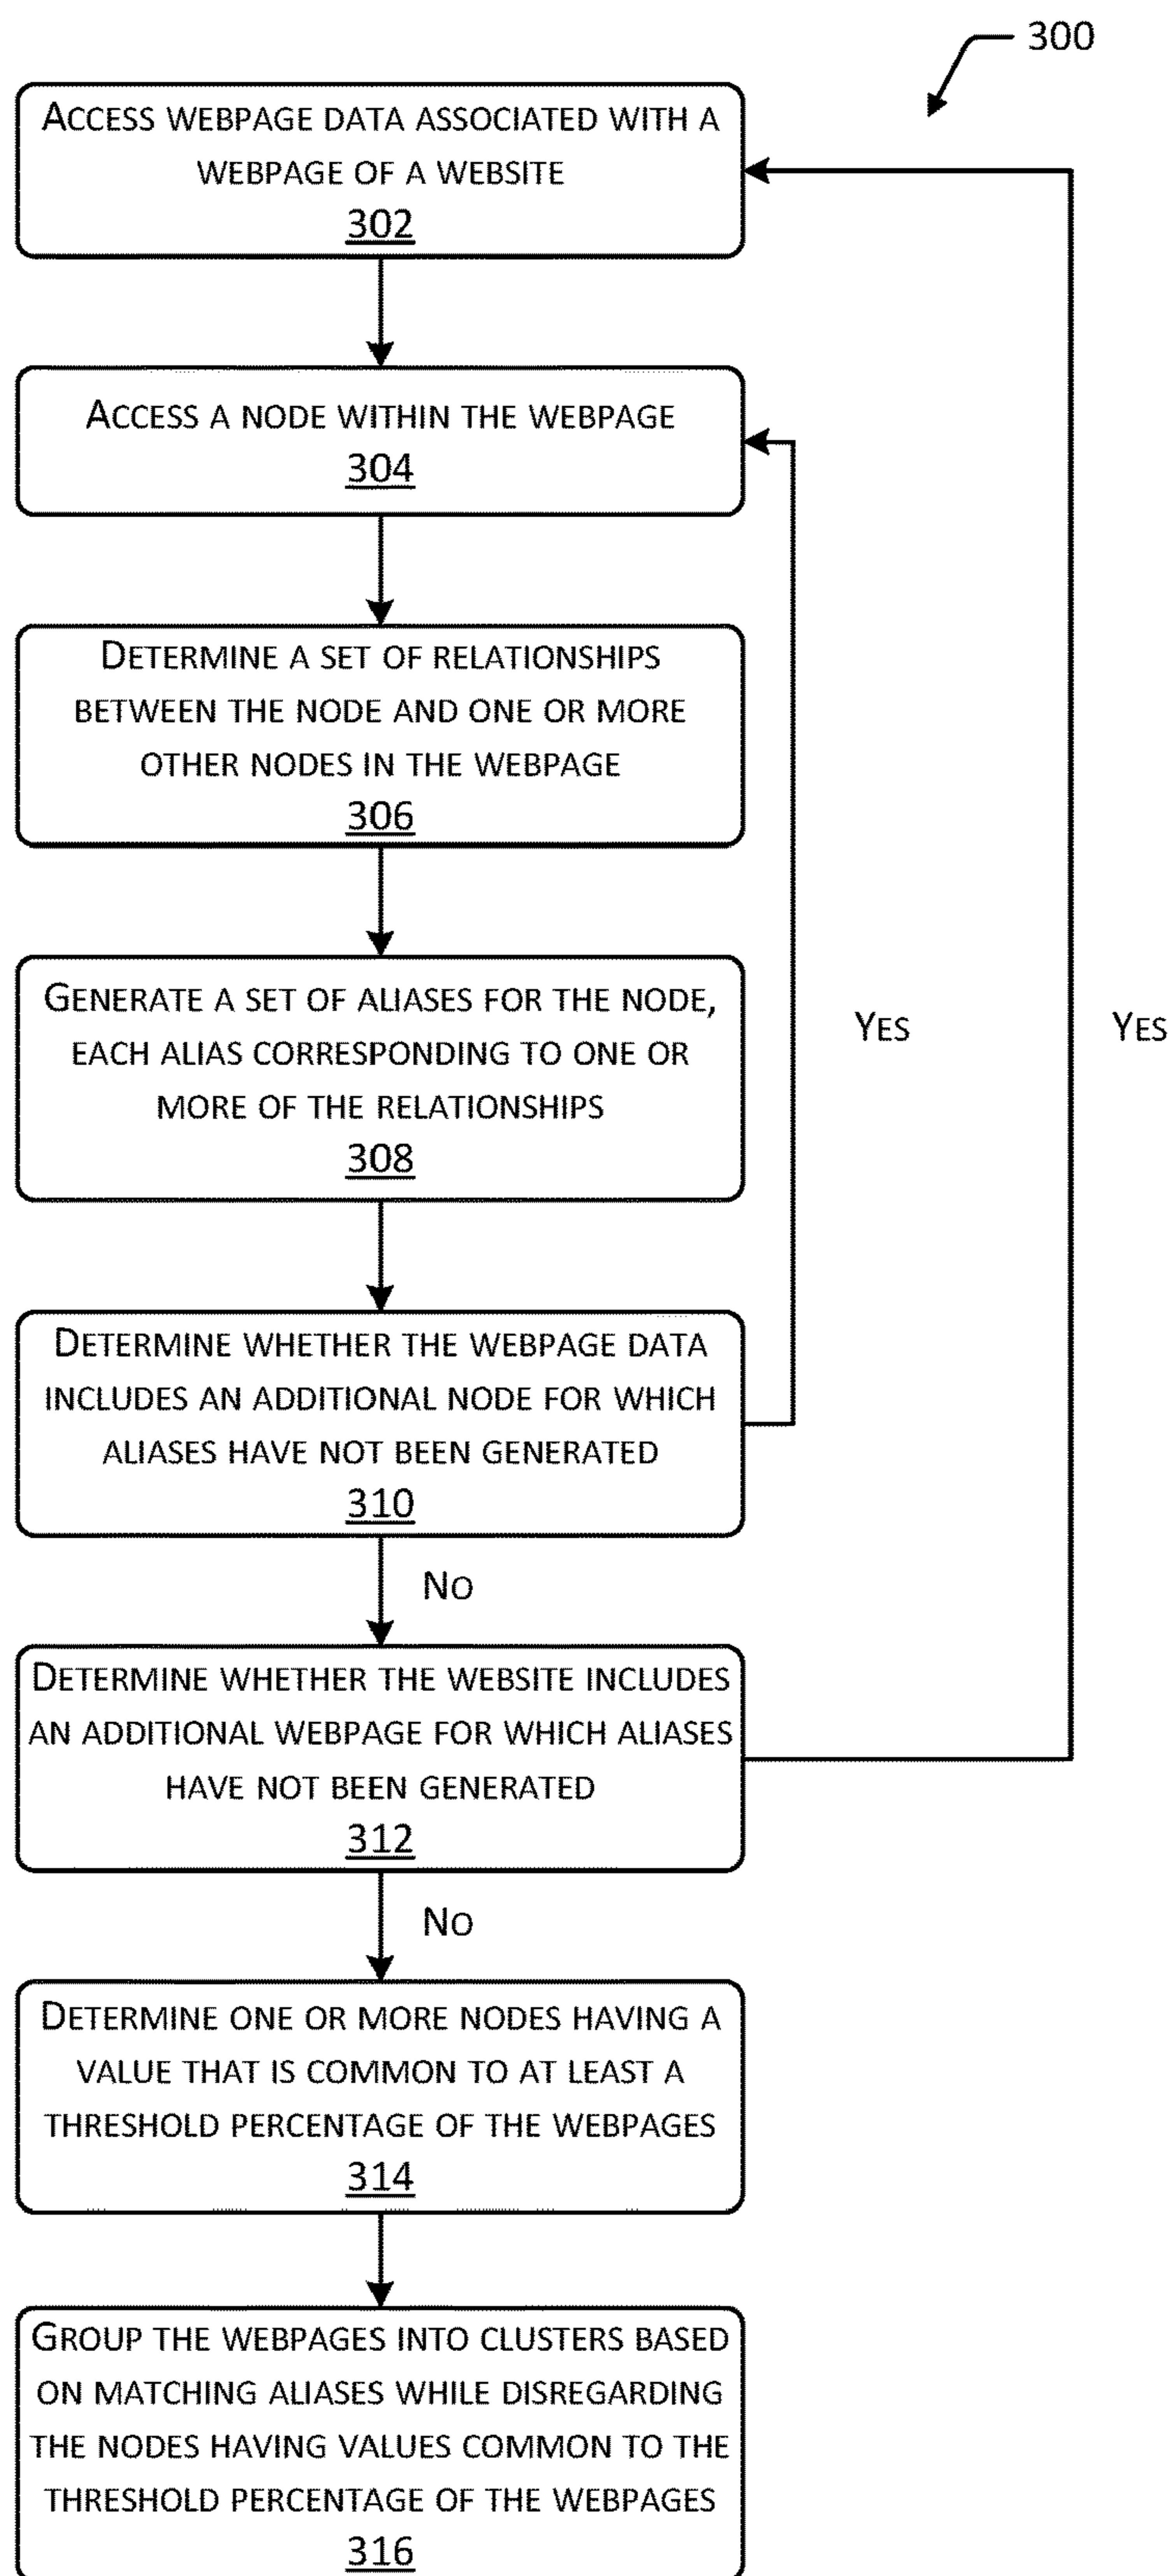 300
ACCESS WEBPAGE DATA ASSOCIATED WITH A
WEBPAGE OF A WEBSITE
302
ACCESS A NODE WITHIN THE WEBPAGE
304
DETERMINE A SET OF RELATIONSHIPS
BETWEEN THE NODE AND ONE OR MORE
OTHER NODES IN THE WEBPAGE
306
GENERATE A SET OF ALIASES FOR THE NODE,
EACH ALIAS CORRESPONDING TO ONE OR
MORE OF THE RELATIONSHIPS
308
YES
YES
DETERMINE WHETHER THE WEBPAGE DATA
INCLUDES AN ADDITIONAL NODE FOR WHICH
ALIASES HAVE NOT BEEN GENERATED
310
NO
DETERMINE WHETHER THE WEBSITE INCLUDES
AN ADDITIONAL WEBPAGE FOR WHICH ALIASES
HAVE NOT BEEN GENERATED
312
NO
DETERMINE ONE OR MORE NODES HAVING A
VALUE THAT IS COMMON TO AT LEAST A
THRESHOLD PERCENTAGE OF THE WEBPAGES
314
GROUP THE WEBPAGES INTO CLUSTERS BASED
ON MATCHING ALIASES WHILE DISREGARDING
THE NODES HAVING VALUES COMMON TO THE
THRESHOLD PERCENTAGE OF THE WEBPAGES
316